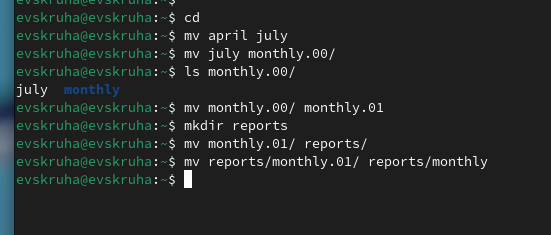 evskruha@evskruha:~$ cd
evskruha@evskruha:~$ mv april july
evskruha@evskruha:~$ mv july monthly.00/
evskruha@evskruha:~$ ls monthly.00/
july  monthly
evskruha@evskruha:~$ mv monthly.00/ monthly.01
evskruha@evskruha:~$ mkdir reports
evskruha@evskruha:~$ mv monthly.01/ reports/
evskruha@evskruha:~$ mv reports/monthly.01/ reports/monthly
evskruha@evskruha:~$